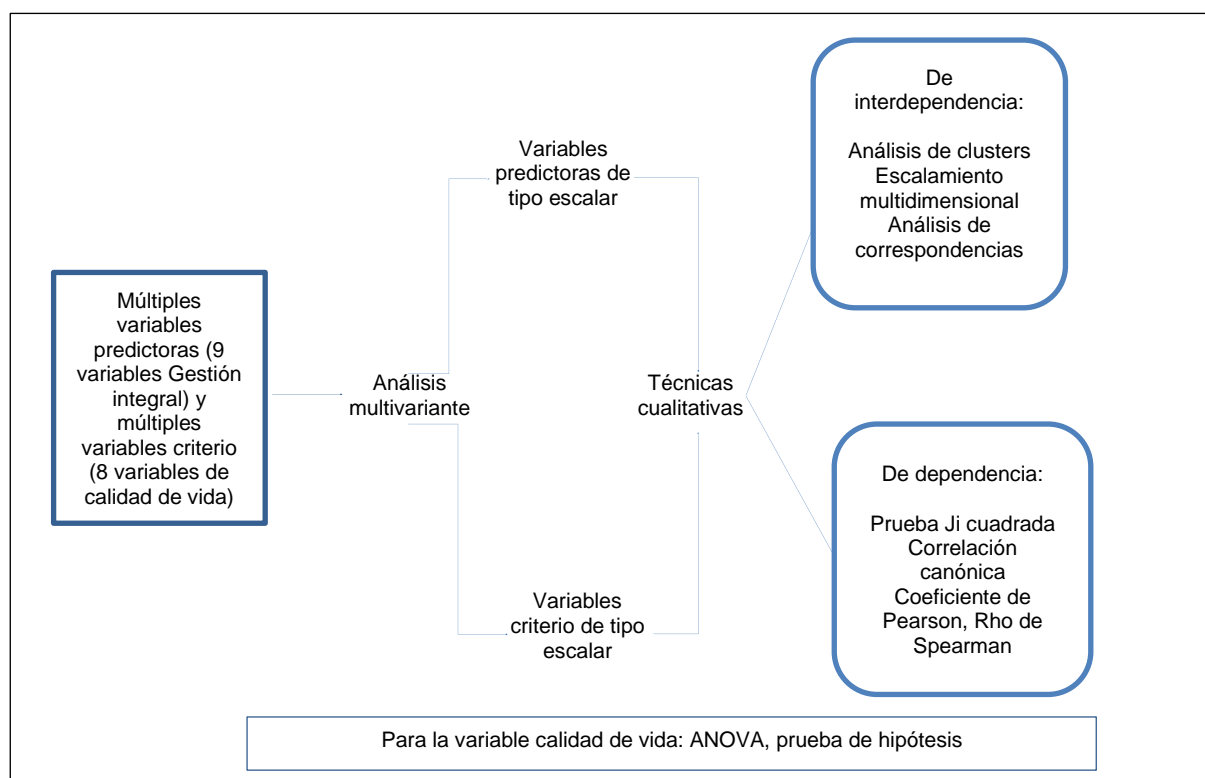 Múltiples
variables
predictoras (9
variables Gestión
integral) y
múltiples
variables criterio
(8 variables de
calidad de vida)
Análisis
multivariante
Variables
predictoras de
tipo escalar
Variables
criterio de tipo
escalar
Técnicas
cualitativas
De
interdependencia:
Análisis de clusters
Escalamiento
multidimensional
Análisis de
correspondencias
De dependencia:
Prueba Ji cuadrada
Correlación
canónica
Coeficiente de
Pearson, Rho de
Spearman
Para la variable calidad de vida: ANOVA, prueba de hipótesis